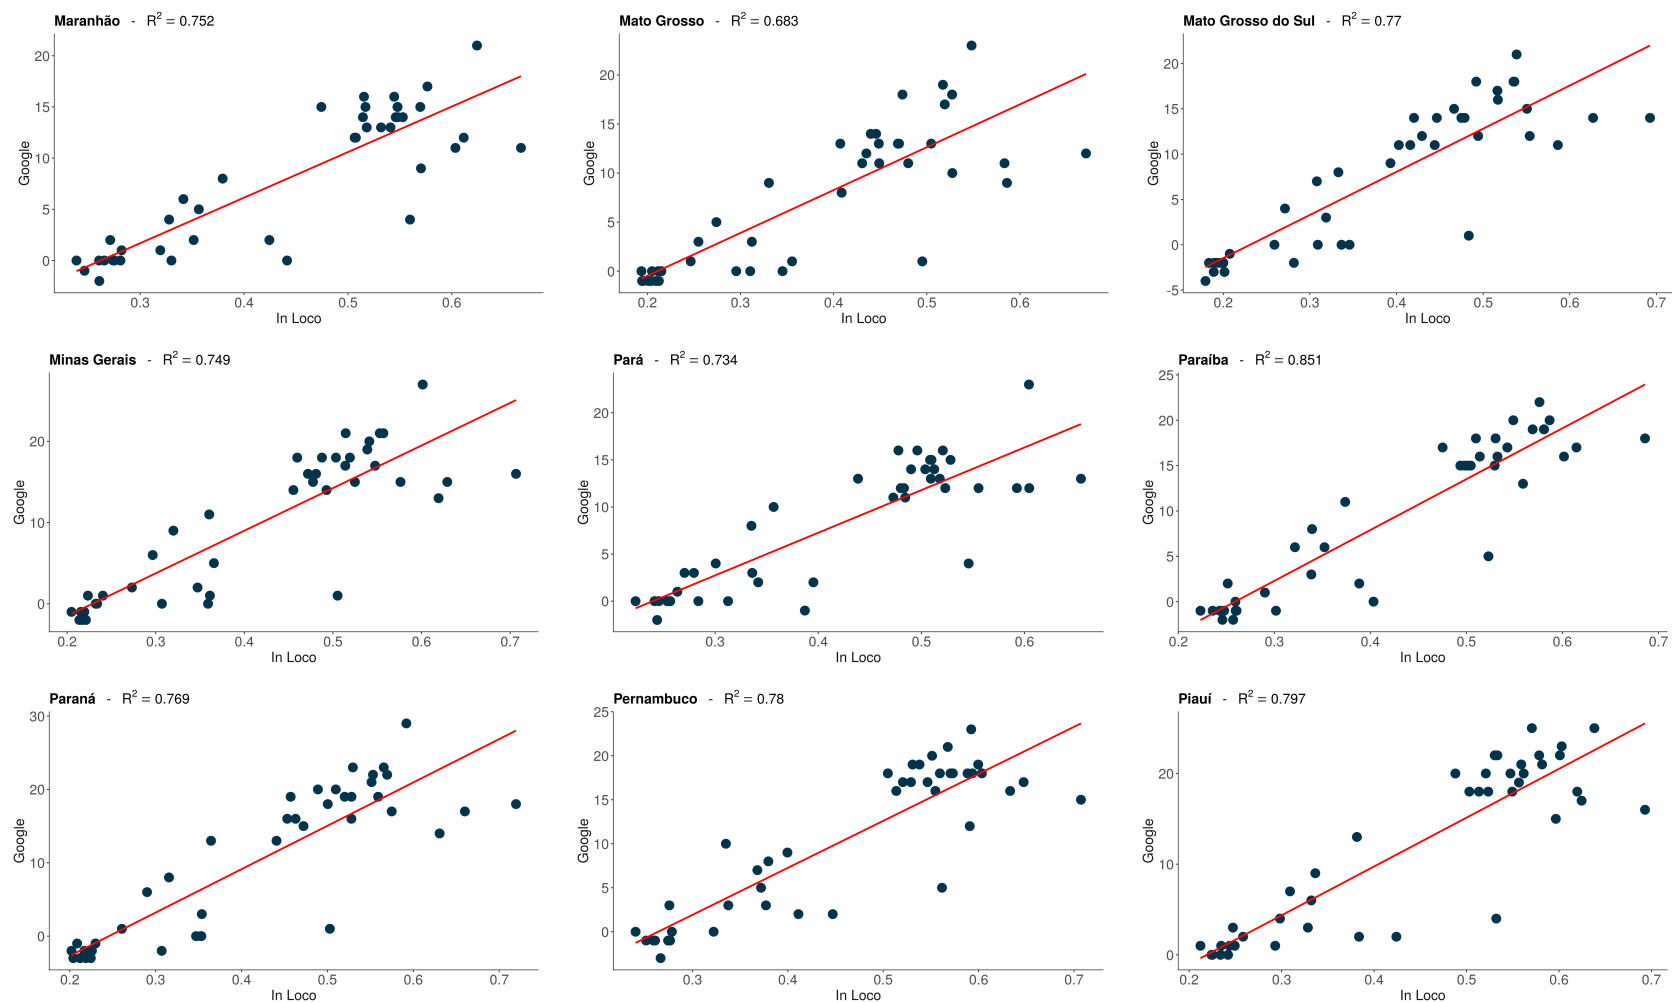 Maranhão - R² = 0.752
Google
20
15
10
5
0
0.3 0.4 0.5 0.6
In Loco
Mato Grosso - R² = 0.683
Google
20
15
10
5
0
0.2 0.3 0.4 0.5 0.6
In Loco
Mato Grosso do Sul - R² = 0.77
Google
20
15
10
5
0
-5
0.2 0.3 0.4 0.5 0.6 0.7
In Loco
Minas Gerais - R² = 0.749
Google
20
10
0
0.2 0.3 0.4 0.5 0.6 0.7
In Loco
Pará - R² = 0.734
Google
20
15
10
5
0
0.3 0.4 0.5 0.6
In Loco
Paraíba - R² = 0.851
Google
25
20
15
10
5
0
0.2 0.3 0.4 0.5 0.6 0.7
In Loco
Paraná - R² = 0.769
Google
30
20
10
0
0.2 0.3 0.4 0.5 0.6 0.7
In Loco
Pernambuco - R² = 0.78
Google
25
20
15
10
5
0
0.3 0.4 0.5 0.6 0.7
In Loco
Piauí - R² = 0.797
Google
20
10
0
0.2 0.3 0.4 0.5 0.6 0.7
In Loco